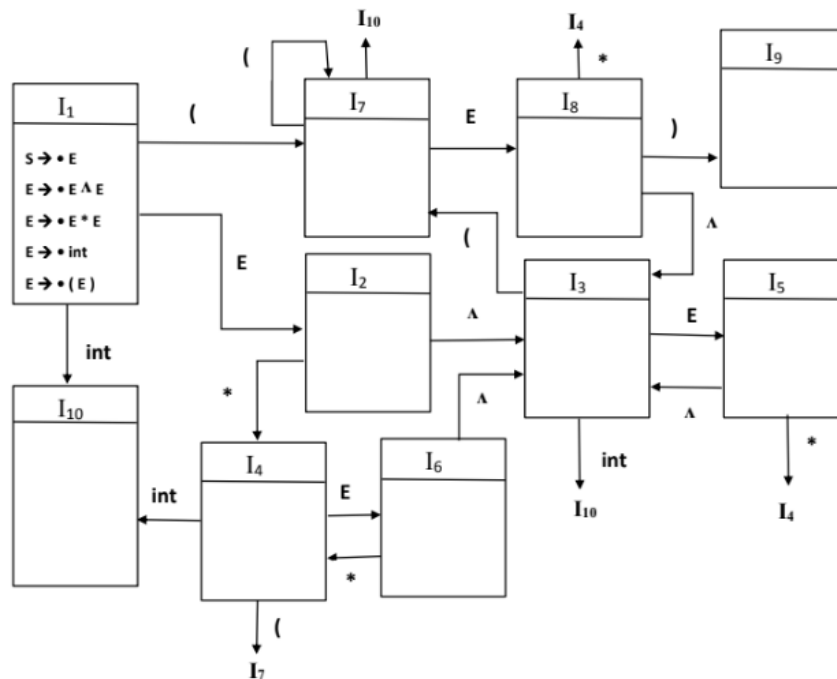 I₁₀
I₄
I₉
(
*
I₇
I₈
I₁
(
E
)
S → • E
E → • E ʌ E
E → • E * E
E → • int
E → • ( E )
ʌ
(
E
I₂
I₃
I₅
ʌ
E
int
*
ʌ
ʌ
I₁₀
*
I₄
I₆
int
int
E
I₁₀
I₄
*
(
I₇